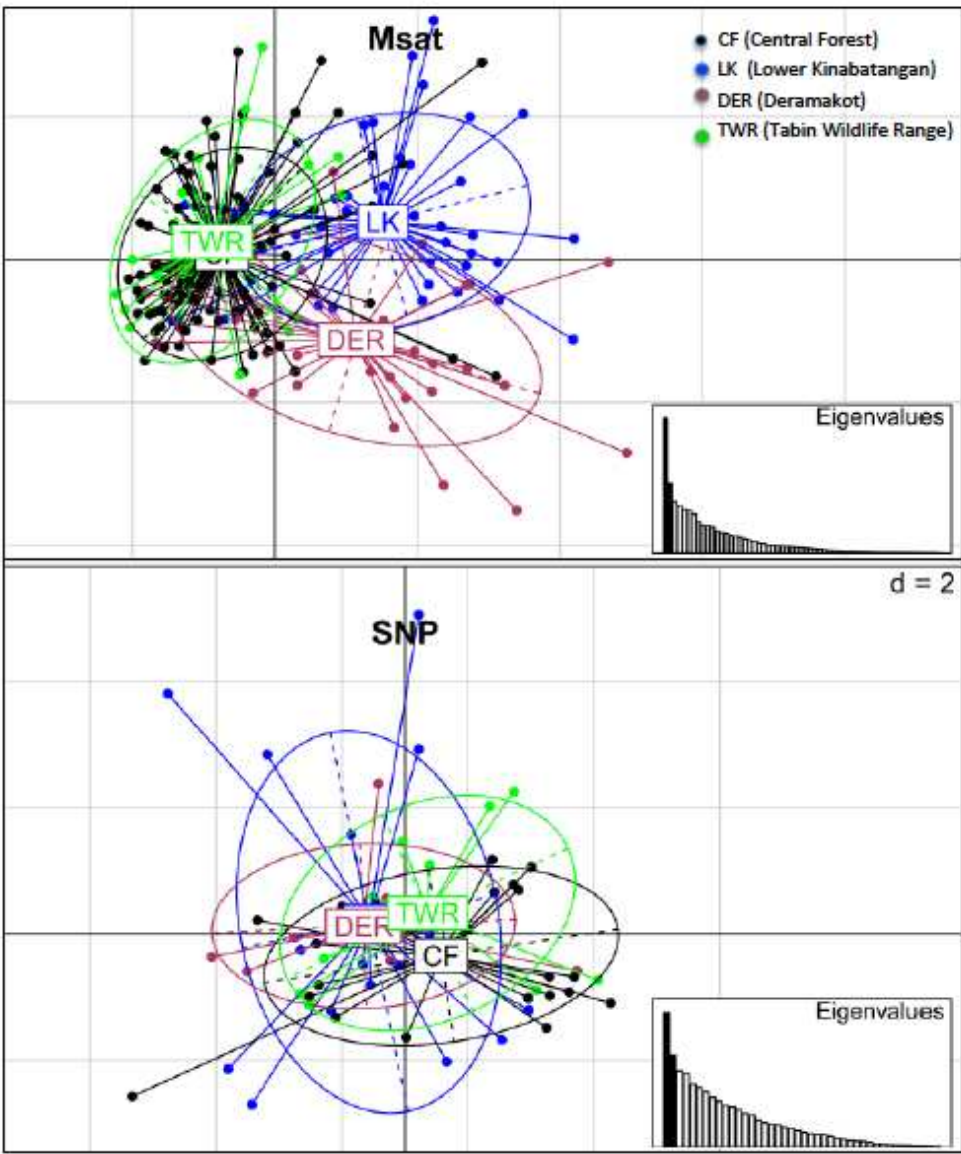 Msat
CF (Central Forest)
LK (Lower Kinabatangan)
DER (Deramakot)
TWR (Tabin Wildlife Range)
LK
TWR
CF
DER
Eigenvalues
d = 2
SNP
TWR
DER
CF
Eigenvalues